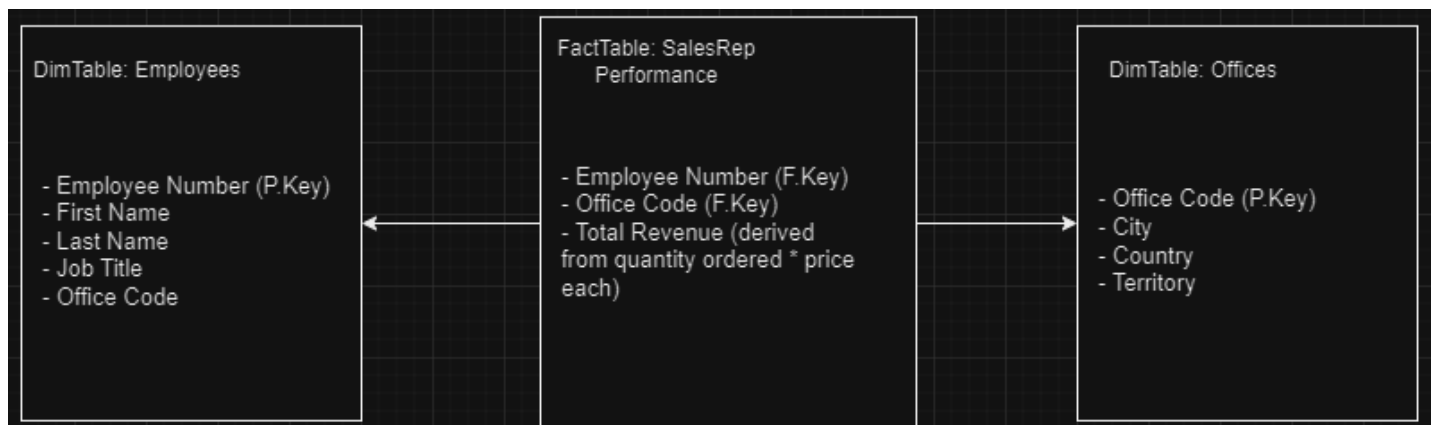 DimTable: Employees
- Employee Number (P.Key)
- First Name
- Last Name
- Job Title
- Office Code
FactTable: SalesRep
Performance
- Employee Number (F.Key)
- Office Code (F.Key)
- Total Revenue (derived
from quantity ordered * price
each)
DimTable: Offices
- Office Code (P.Key)
- City
- Country
- Territory